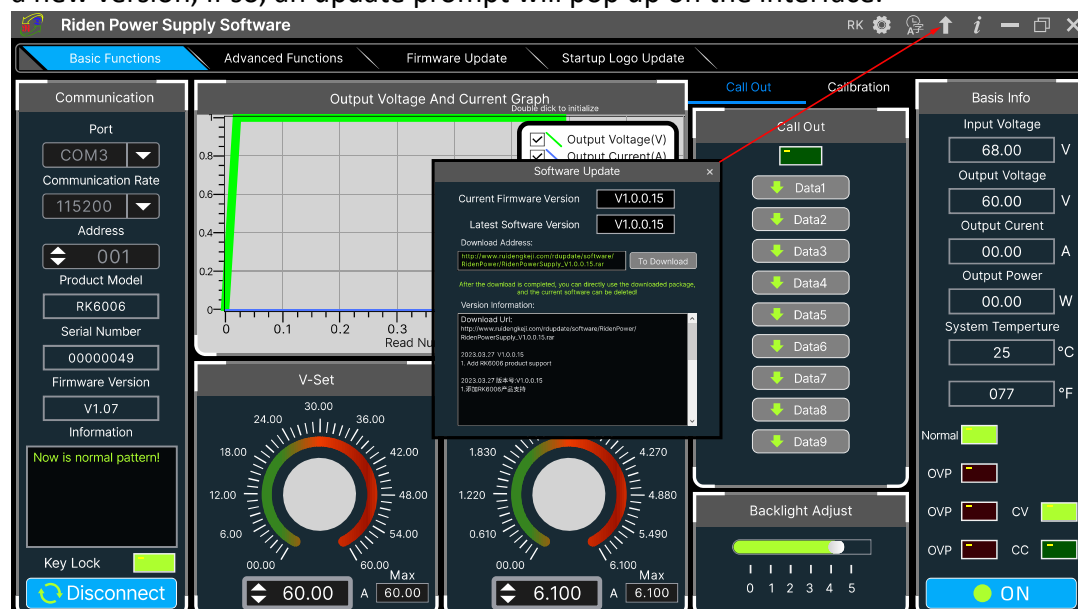 a new version, if so, an update prompt will pop up on the interface.
Riden Power Supply Software
RK
Basic Functions
Advanced Functions
Firmware Update
Startup Logo Update
Communication
Port
COM3
Communication Rate
115200
Address
001
Product Model
RK6006
Serial Number
00000049
Firmware Version
V1.07
Information
Now is normal pattern!
Key Lock
Disconnect
Output Voltage And Current Graph
Double dick to initialize
Output Voltage(V)
Output Current(A)
1
0.8
0.6
0.4
0.2
0
0 0.1 0.2 0.3
Read Nu
Software Update
Current Firmware Version V1.0.0.15
Latest Software Version V1.0.0.15
Download Address:
http://www.ruidengkeji.com/rdupdate/software/
RidenPower/RidenPowerSupply_V1.0.0.15.rar
To Download
After the download is completed, you can directly use the downloaded package,
and the current software can be deleted!
Version Information:
Download Url:
http://www.ruidengkeji.com/rdupdate/software/RidenPower/
RidenPowerSupply_V1.0.0.15.rar
2023.03.27 V1.0.0.15
1. Add RK6006 product support
2023.03.27 版本号:V1.0.0.15
1.添加RK6006产品支持
V-Set
30.00
24.00 36.00
18.00 42.00
12.00 48.00
6.00 54.00
00.00 60.00
Max
60.00 A 60.00
1.830 4.270
1.220 4.880
0.610 5.490
00.00 6.100
Max
6.100 A 6.100
Call Out
Calibration
Call Out
Data1
Data2
Data3
Data4
Data5
Data6
Data7
Data8
Data9
Backlight Adjust
0 1 2 3 4 5
Basis Info
Input Voltage
68.00 V
Output Voltage
60.00 V
Output Curent
00.00 A
Output Power
00.00 W
System Temperture
25 °C
077 °F
Normal
OVP
OVP CV
OVP CC
ON